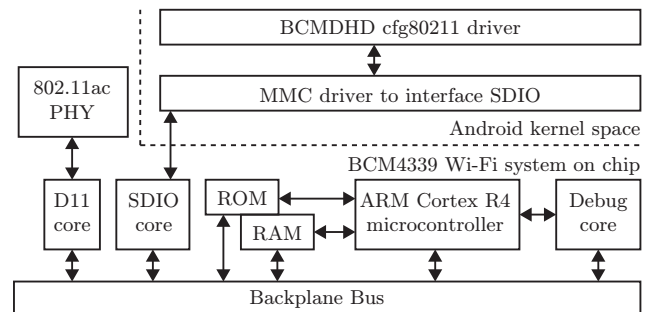 BCMDHD cfg80211 driver
802.11ac
PHY
MMC driver to interface SDIO
Android kernel space
BCM4339 Wi-Fi system on chip
D11
core
SDIO
core
ROM
RAM
ARM Cortex R4
microcontroller
Debug
core
Backplane Bus